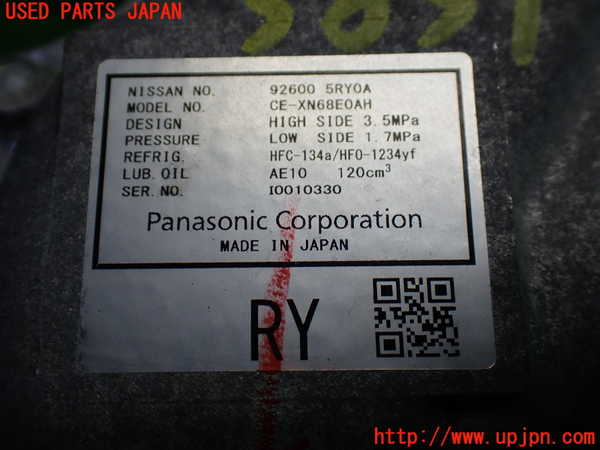 USED PARTS JAPAN
5051
NISSAN NO. 92600 5RY0A
MODEL NO. CE-XN68E0AH
DESIGN HIGH SIDE 3.5MPa
PRESSURE LOW SIDE 1.7MPa
REFRIG. HFC-134a/HFO-1234yf
LUB. OIL AE10 120cm³
SER. NO. I0010330
Panasonic Corporation
MADE IN JAPAN
RY
http://www.upjpn.com/